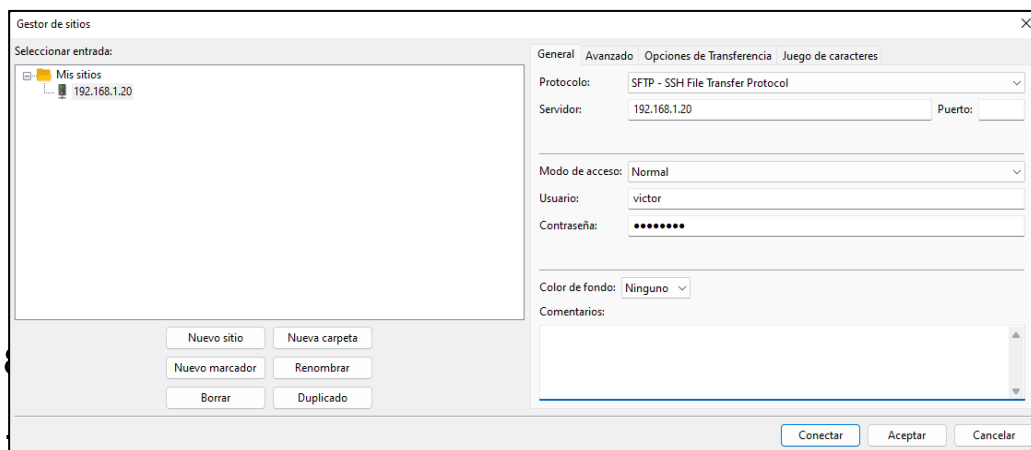 Gestor de sitios
Seleccionar entrada:
Mis sitios
192.168.1.20
Nuevo sitio Nueva carpeta
Nuevo marcador Renombrar
Borrar Duplicado
General Avanzado Opciones de Transferencia Juego de caracteres
Protocolo: SFTP - SSH File Transfer Protocol
Servidor: 192.168.1.20 Puerto:
Modo de acceso: Normal
Usuario: victor
Contraseña: ••••••••
Color de fondo: Ninguno
Comentarios:
Conectar Aceptar Cancelar